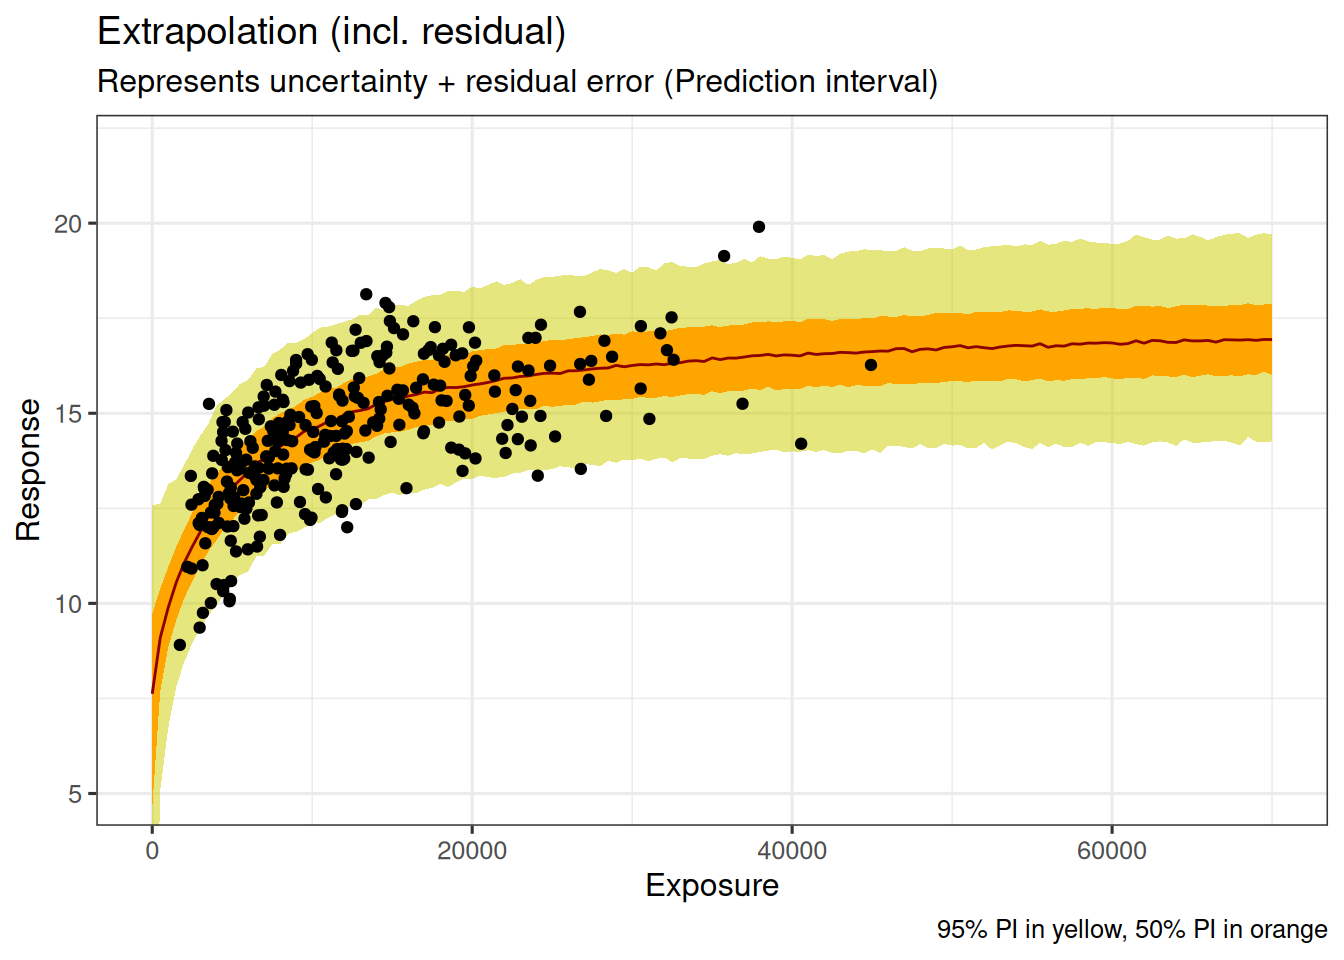 Extrapolation (incl. residual)
Represents uncertainty + residual error (Prediction interval)
20
15
10
5
Response
0 20000 40000 60000
Exposure
95% PI in yellow, 50% PI in orange